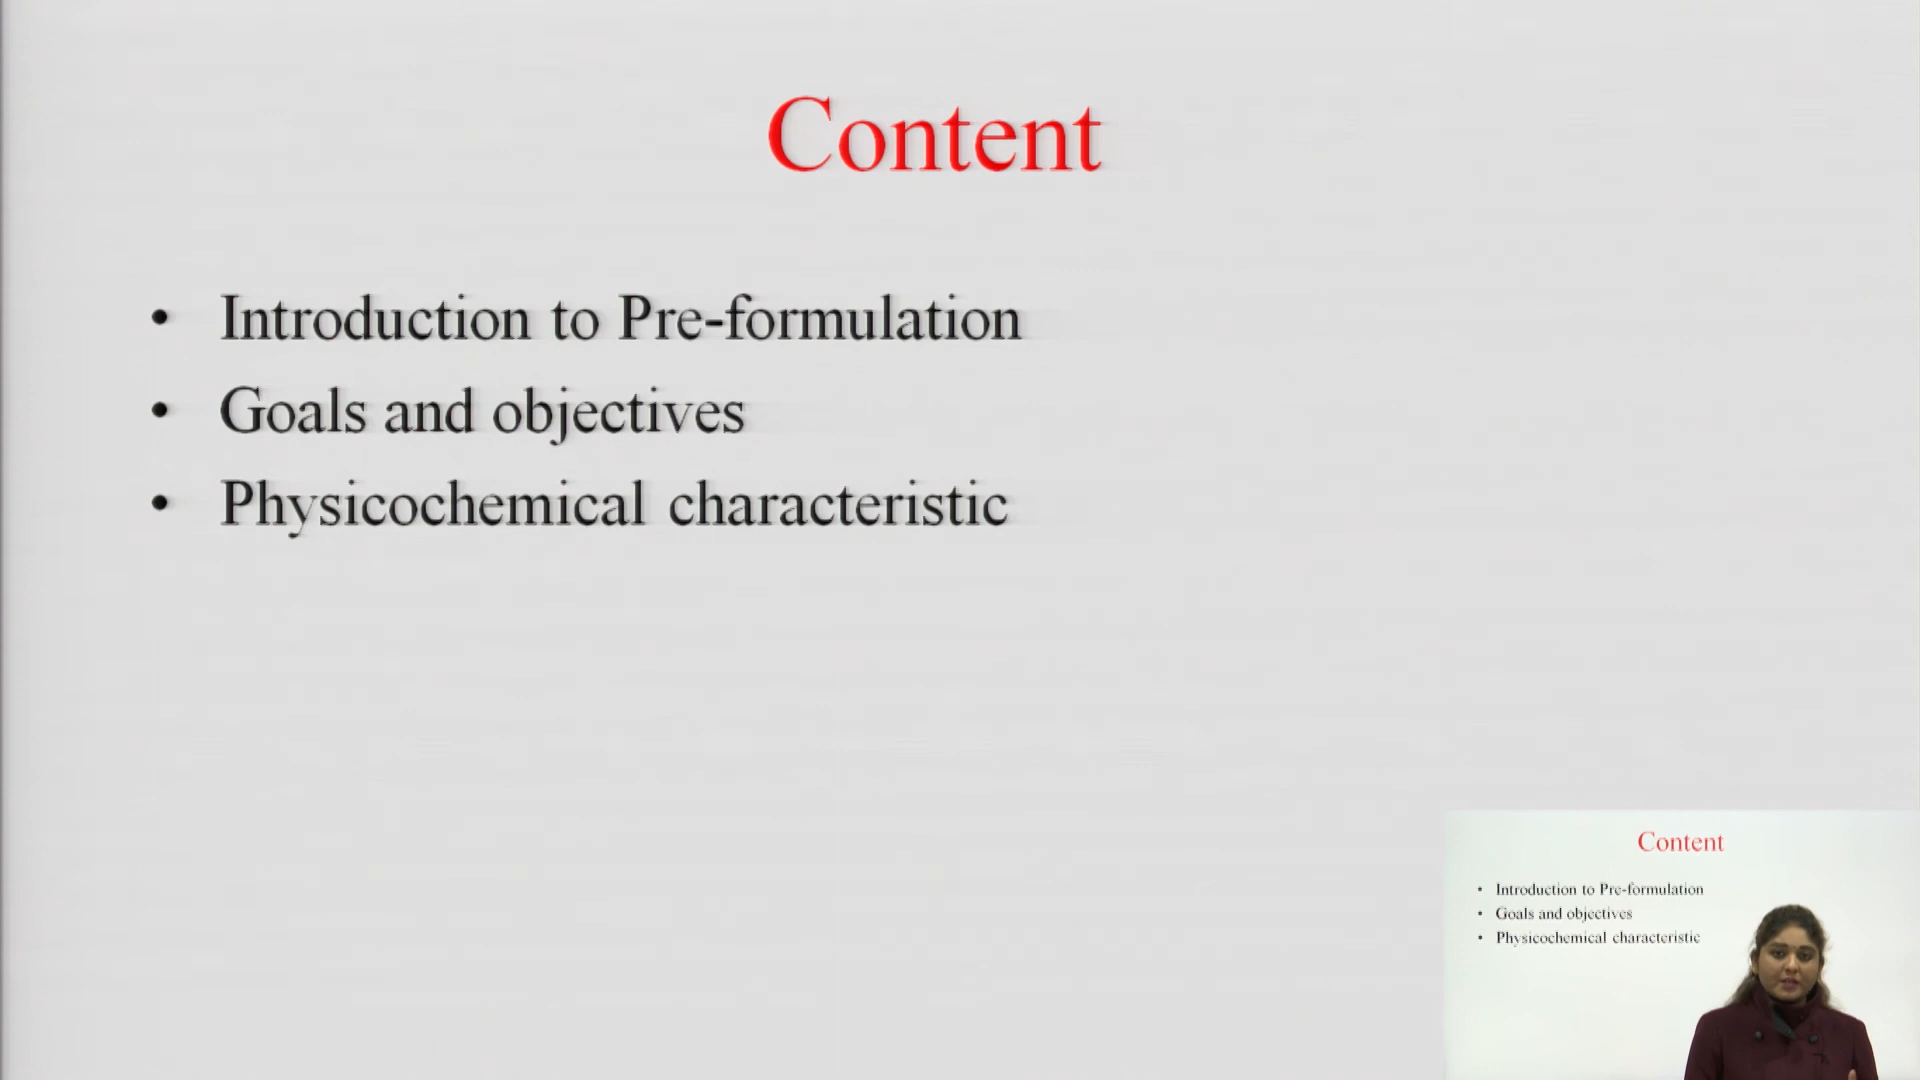 Content
• Introduction to Pre-formulation
• Goals and objectives
• Physicochemical characteristic
Content
• Introduction to Pre-formulation
• Goals and objectives
• Physicochemical characteristic